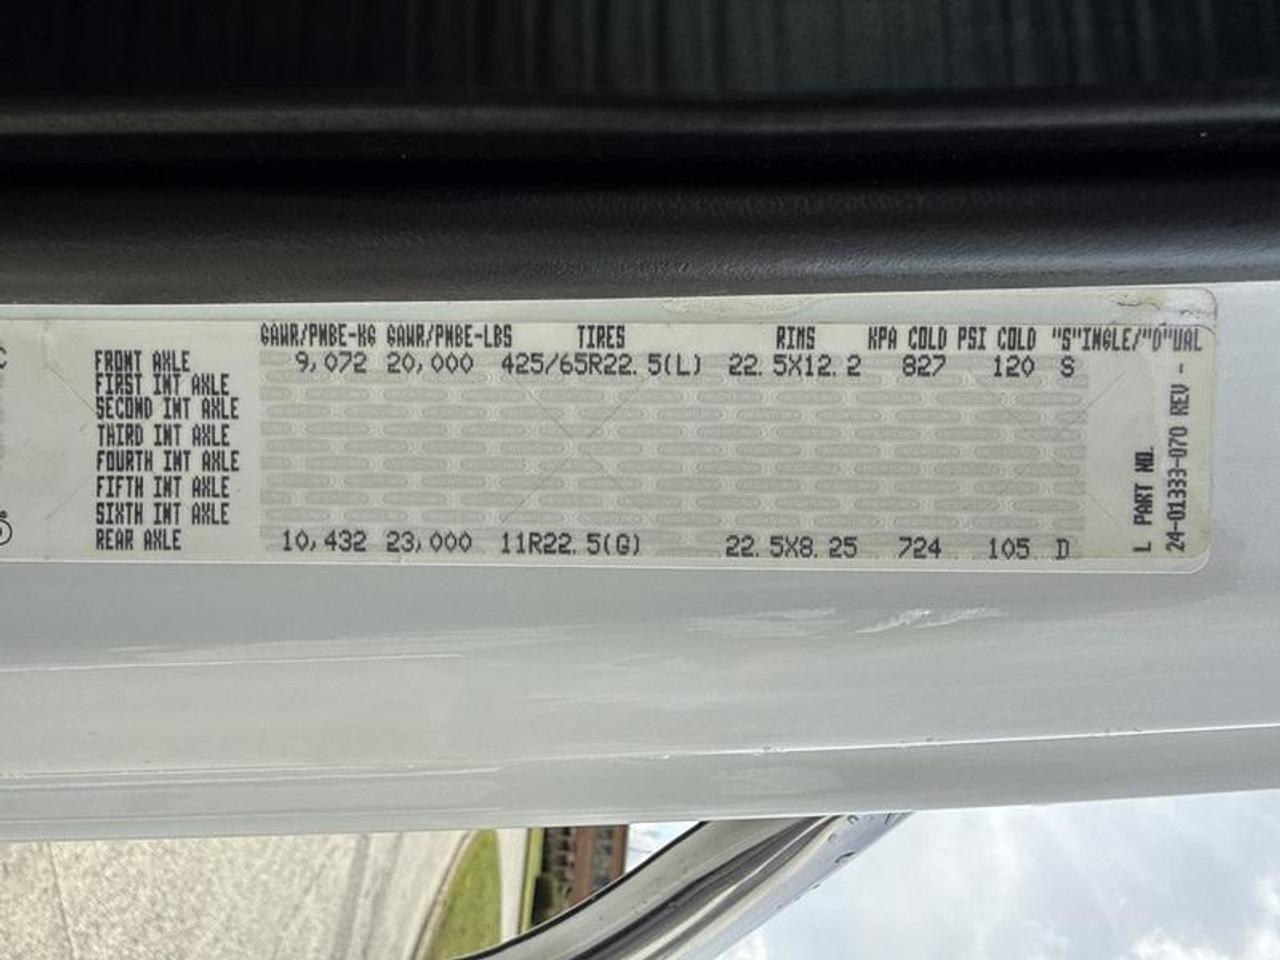 GAWR/PNBE-KG GAWR/PNBE-LBS TIRES RIMS KPA COLD PSI COLD "S"INGLE/"D"UAL
FRONT AXLE 9,072 20,000 425/65R22.5(L) 22.5X12.2 827 120 S
FIRST INT AXLE
SECOND INT AXLE
THIRD INT AXLE
FOURTH INT AXLE
FIFTH INT AXLE
SIXTH INT AXLE
REAR AXLE 10,432 23,000 11R22.5(G) 22.5X8.25 724 105 D
L PART NO.
24-01333-070 REV -